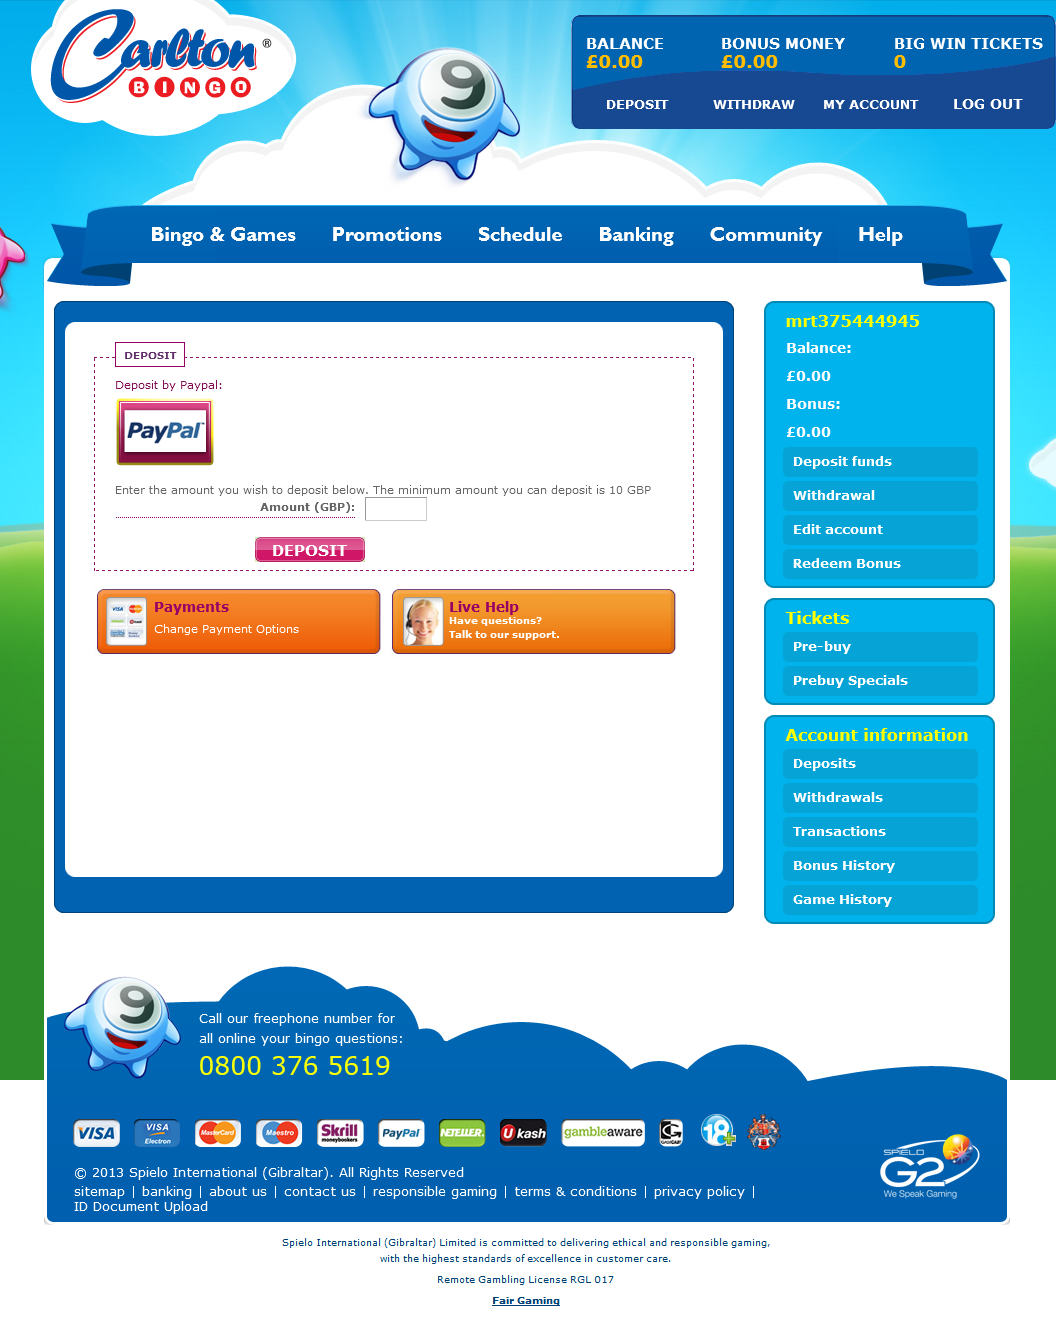 Carlton ®
BINGO
9
BALANCE BONUS MONEY BIG WIN TICKETS
£0.00 £0.00 0
DEPOSIT WITHDRAW MY ACCOUNT LOG OUT
Bingo & Games Promotions Schedule Banking Community Help
DEPOSIT
Deposit by Paypal:
PayPal
Enter the amount you wish to deposit below. The minimum amount you can deposit is 10 GBP
Amount (GBP):
DEPOSIT
Payments
Change Payment Options
VISA
Live Help
Have questions?
Talk to our support.
mrt375444945
Balance:
£0.00
Bonus:
£0.00
Deposit funds
Withdrawal
Edit account
Redeem Bonus
Tickets
Pre-buy
Prebuy Specials
Account information
Deposits
Withdrawals
Transactions
Bonus History
Game History
9
Call our freephone number for
all online your bingo questions:
0800 376 5619
VISA VISA Electron MasterCard Maestro Skrill moneybookers PayPal NETELLER Ukash gambleaware G GAMCARE 18+
SPIELO
G2
We Speak Gaming
© 2013 Spielo International (Gibraltar). All Rights Reserved
sitemap | banking | about us | contact us | responsible gaming | terms & conditions | privacy policy |
ID Document Upload
Spielo International (Gibraltar) Limited is committed to delivering ethical and responsible gaming,
with the highest standards of excellence in customer care.
Remote Gambling License RGL 017
Fair Gaming